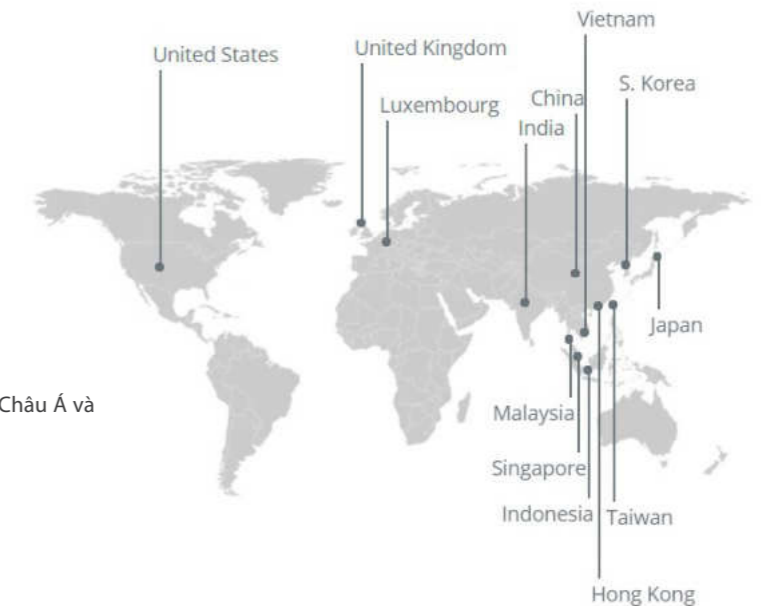 Vietnam
United States
United Kingdom
Luxembourg
China
S. Korea
India
Japan
Châu Á và
Malaysia
Singapore
Indonesia
Taiwan
Hong Kong